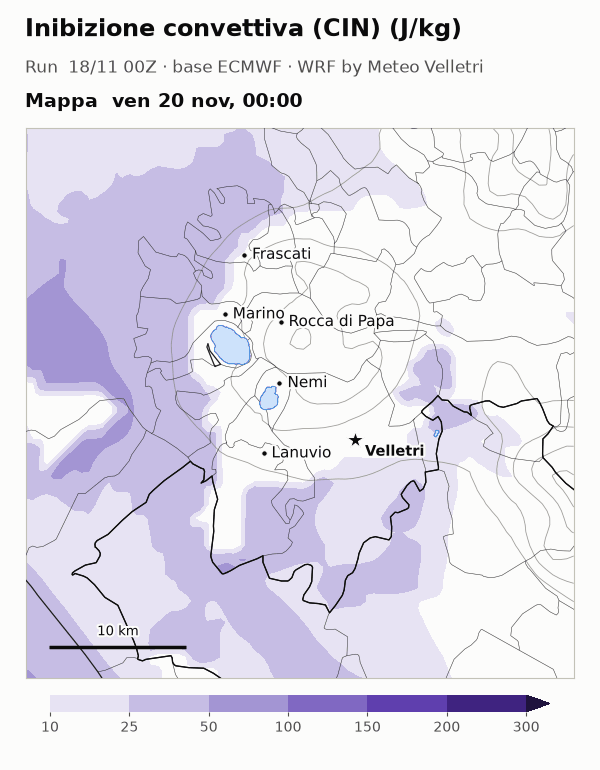 Inibizione convettiva (CIN) (J/kg)
Run  18/11 00Z · base ECMWF · WRF by Meteo Velletri
Mappa  ven 20 nov, 00:00
Frascati
Marino
Rocca di Papa
Nemi
Velletri
Lanuvio
10 km
10 25 50 100 150 200 300